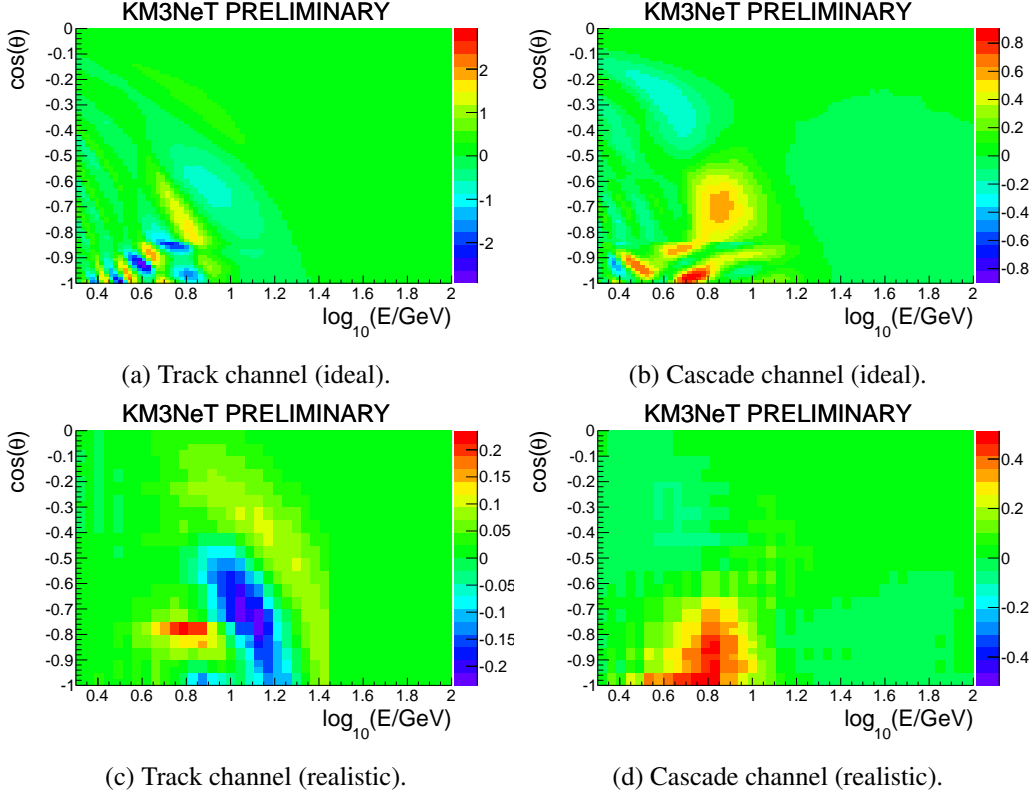 KM3NeT PRELIMINARY KM3NeT PRELIMINARY
cos(θ) cos(θ)
0 0
-0.1 -0.1
-0.2 -0.2
-0.3 -0.3
-0.4 -0.4
-0.5 -0.5
-0.6 -0.6
-0.7 -0.7
-0.8 -0.8
-0.9 -0.9
-1 -1
2 1 0 -1 -2
0.8 0.6 0.4 0.2 0 -0.2 -0.4 -0.6 -0.8
0.4 0.6 0.8 1 1.2 1.4 1.6 1.8 2 0.4 0.6 0.8 1 1.2 1.4 1.6 1.8 2
log10(E/GeV) log10(E/GeV)
(a) Track channel (ideal). (b) Cascade channel (ideal).
KM3NeT PRELIMINARY KM3NeT PRELIMINARY
cos(θ) cos(θ)
0 0
-0.1 -0.1
-0.2 -0.2
-0.3 -0.3
-0.4 -0.4
-0.5 -0.5
-0.6 -0.6
-0.7 -0.7
-0.8 -0.8
-0.9 -0.9
-1 -1
0.2 0.15 0.1 0.05 0 -0.05 -0.1 -0.15 -0.2
0.4 0.2 0 -0.2 -0.4
0.4 0.6 0.8 1 1.2 1.4 1.6 1.8 2 0.4 0.6 0.8 1 1.2 1.4 1.6 1.8 2
log10(E/GeV) log10(E/GeV)
(c) Track channel (realistic). (d) Cascade channel (realistic).